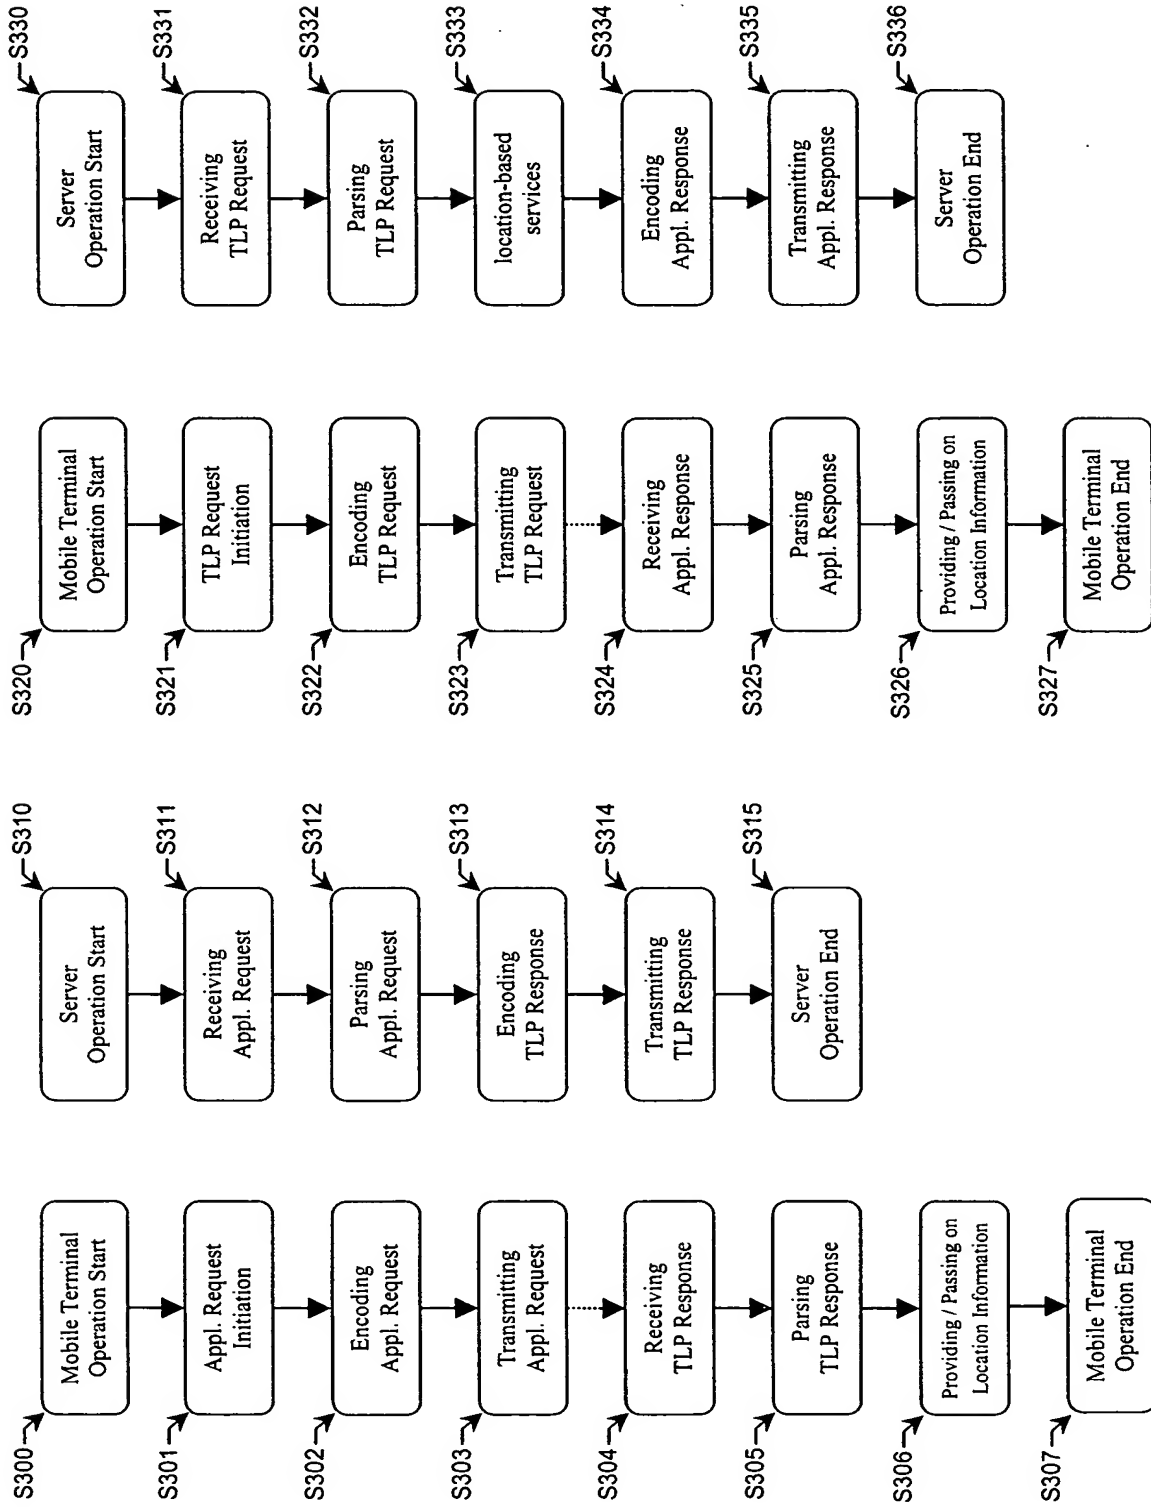 S300
Mobile Terminal
Operation Start
S301
Appl. Request
Initiation
S302
Encoding
Appl. Request
S303
Transmitting
Appl. Request
S304
Receiving
TLP Response
S305
Parsing
TLP Response
S306
Providing / Passing on
Location Information
S307
Mobile Terminal
Operation End
S310
Server
Operation Start
S311
Receiving
Appl. Request
S312
Parsing
Appl. Request
S313
Encoding
TLP Response
S314
Transmitting
TLP Response
S315
Server
Operation End
S320
Mobile Terminal
Operation Start
S321
TLP Request
Initiation
S322
Encoding
TLP Request
S323
Transmitting
TLP Request
S324
Receiving
Appl. Response
S325
Parsing
Appl. Response
S326
Providing / Passing on
Location Information
S327
Mobile Terminal
Operation End
S330
Server
Operation Start
S331
Receiving
TLP Request
S332
Parsing
TLP Request
S333
location-based
services
S334
Encoding
Appl. Response
S335
Transmitting
Appl. Response
S336
Server
Operation End